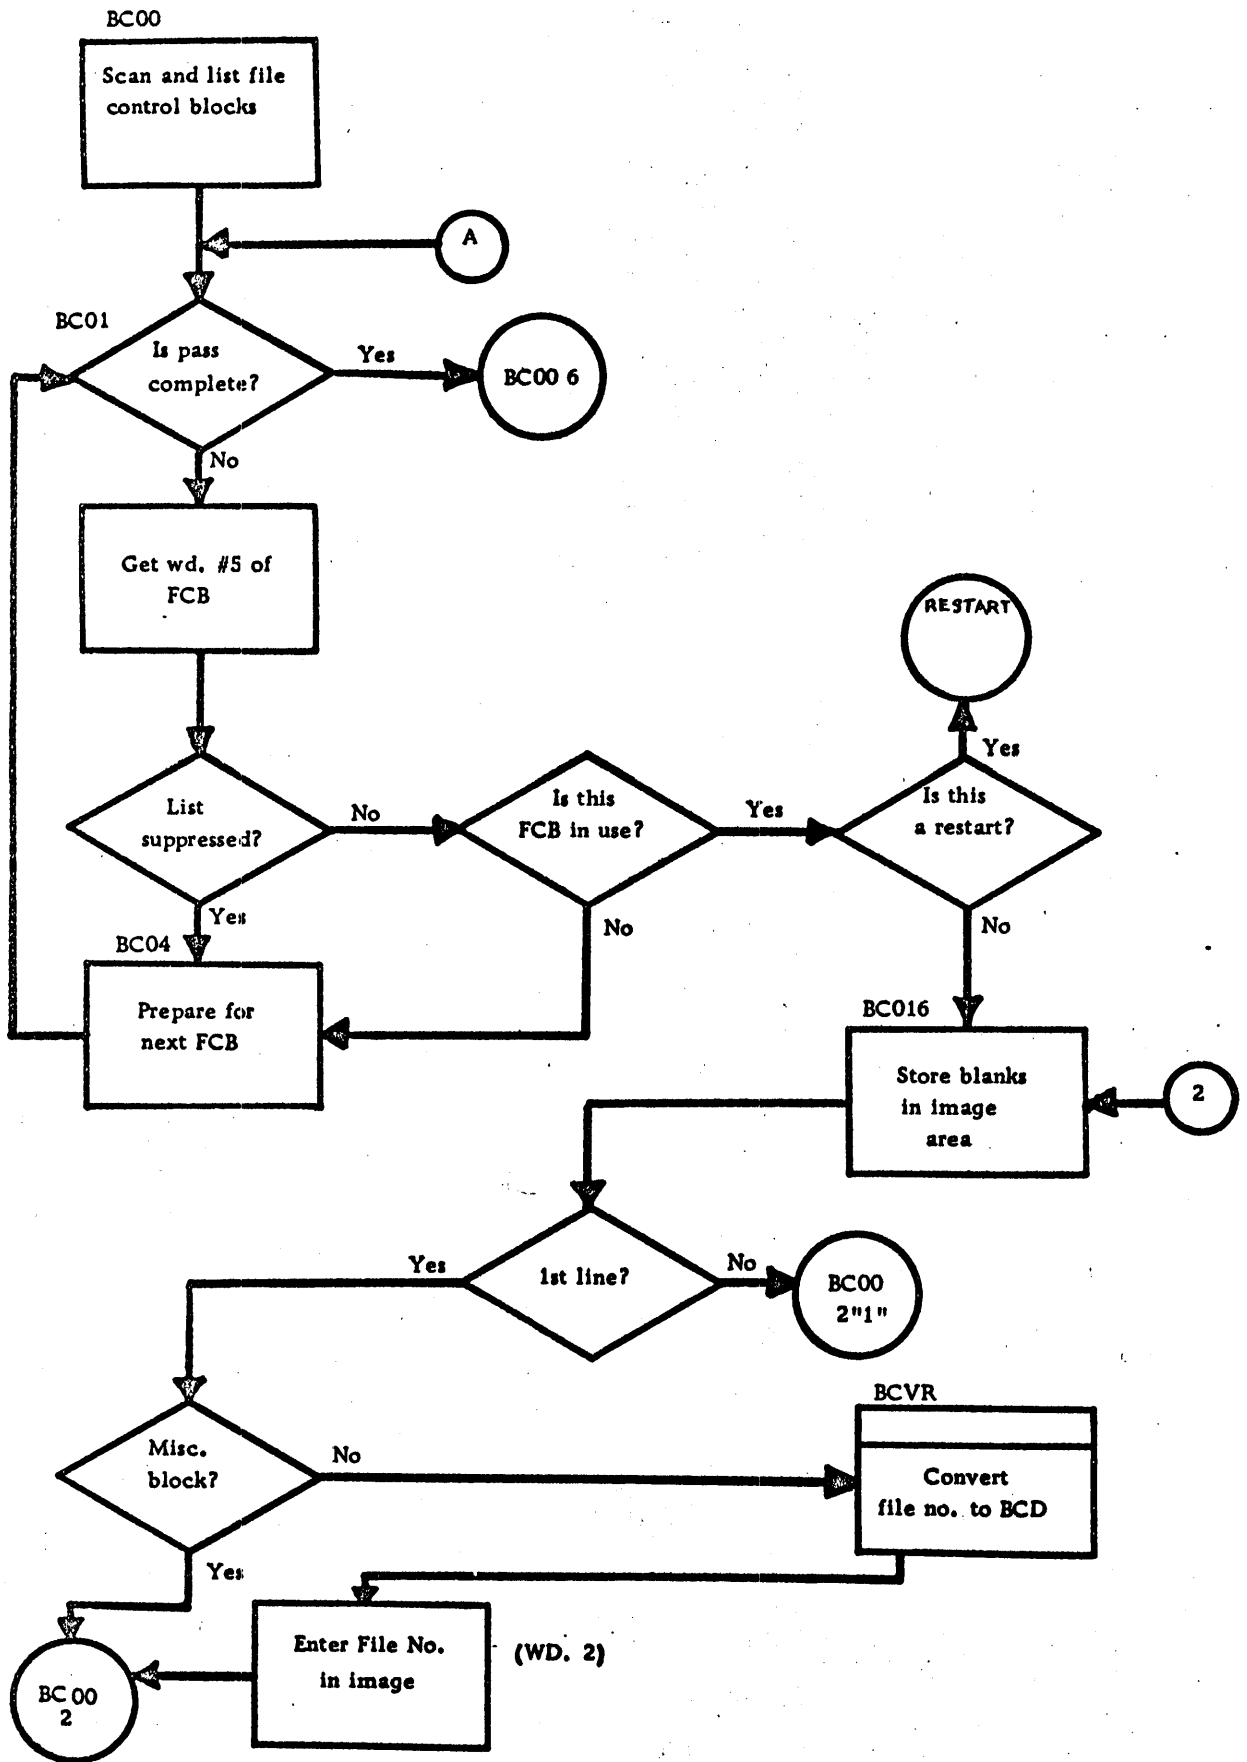 BC00
Scan and list file
control blocks
A
BC01
Is pass
complete?
Yes
BC00 6
No
Get wd. #5 of
FCB
RESTART
Yes
List
suppressed?
No
Is this
FCB in use?
Yes
Is this
a restart?
Yes
No
No
BC04
Prepare for
next FCB
BC016
Store blanks
in image
area
2
Yes
1st line?
No
BC00
2"1"
BCVR
Misc.
block?
No
Convert
file no. to BCD
Yes
Enter File No.
in image
(WD. 2)
BC 00
2